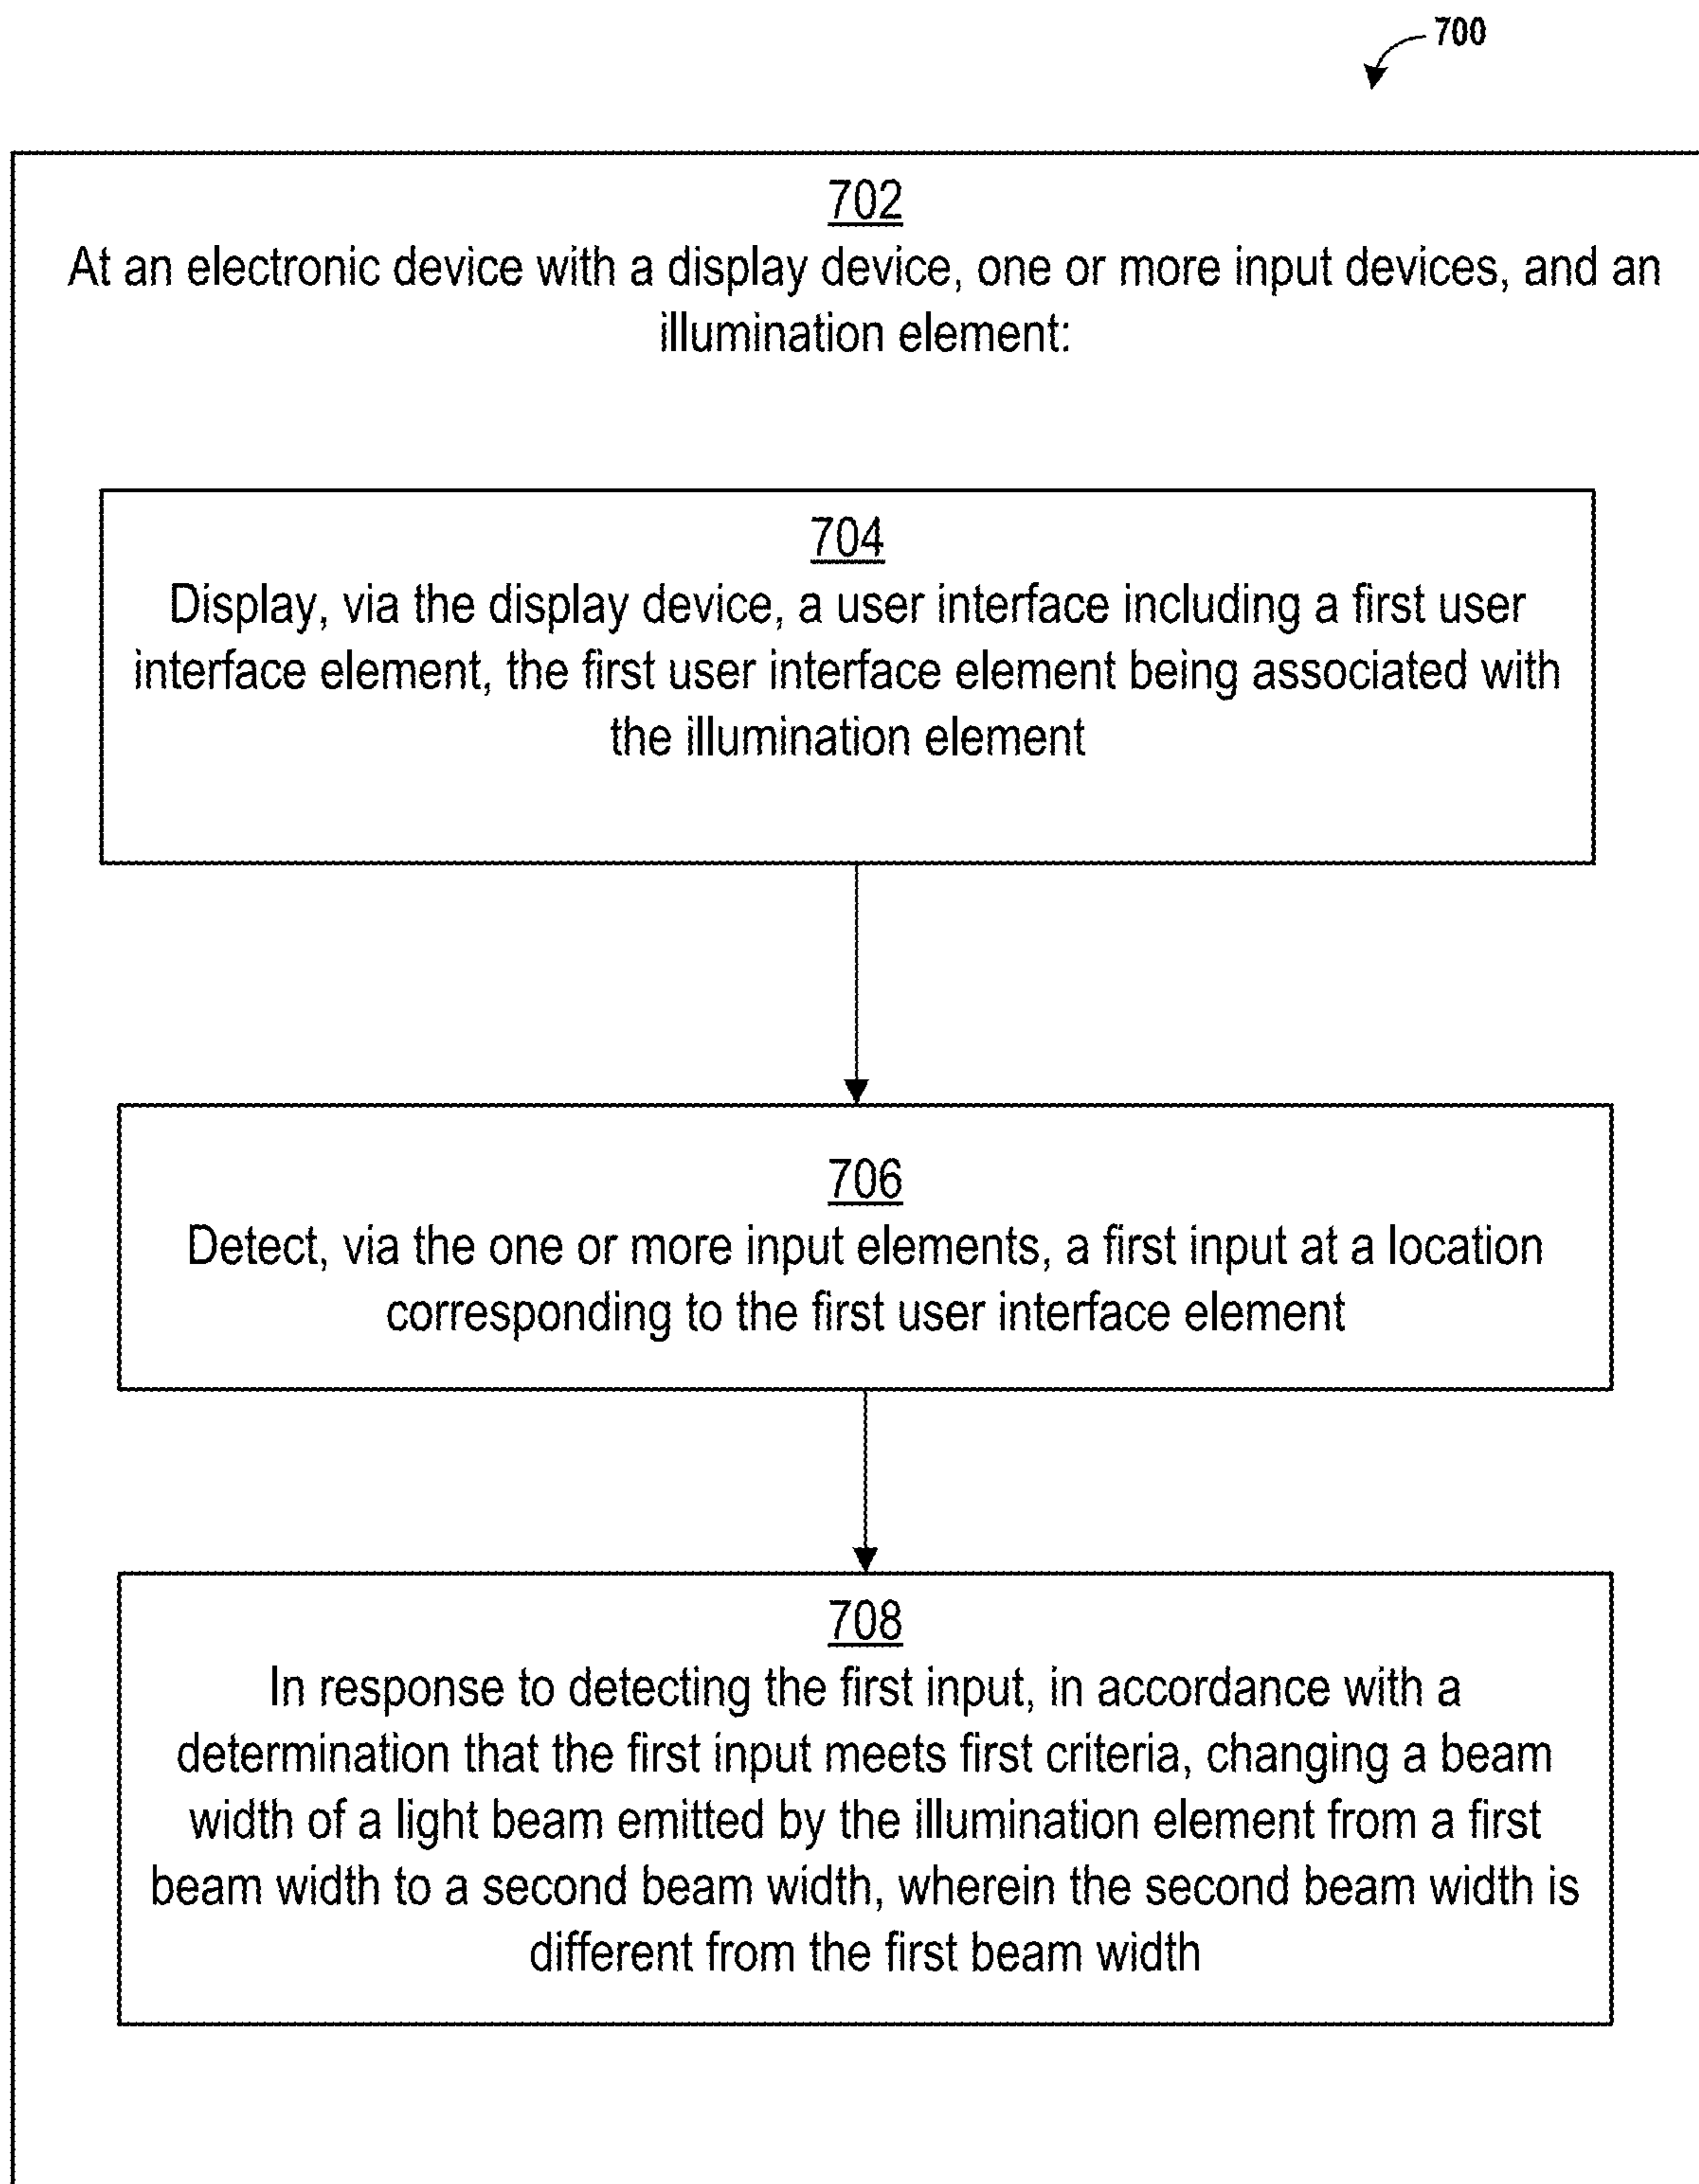 700
702
At an electronic device with a display device, one or more input devices, and an
illumination element:
704
Display, via the display device, a user interface including a first user
interface element, the first user interface element being associated with
the illumination element
706
Detect, via the one or more input elements, a first input at a location
corresponding to the first user interface element
708
In response to detecting the first input, in accordance with a
determination that the first input meets first criteria, changing a beam
width of a light beam emitted by the illumination element from a first
beam width to a second beam width, wherein the second beam width is
different from the first beam width